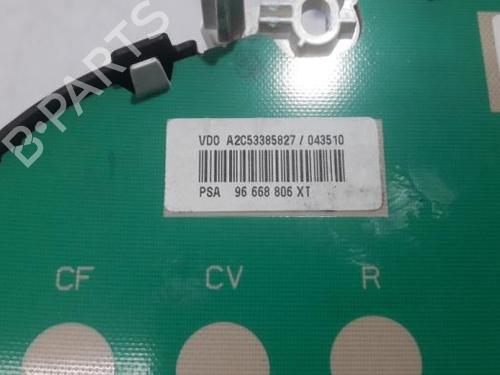 B-PARTS
VDO A2C53385827 / 043510
PSA 96 668 806 XT
CF CV R